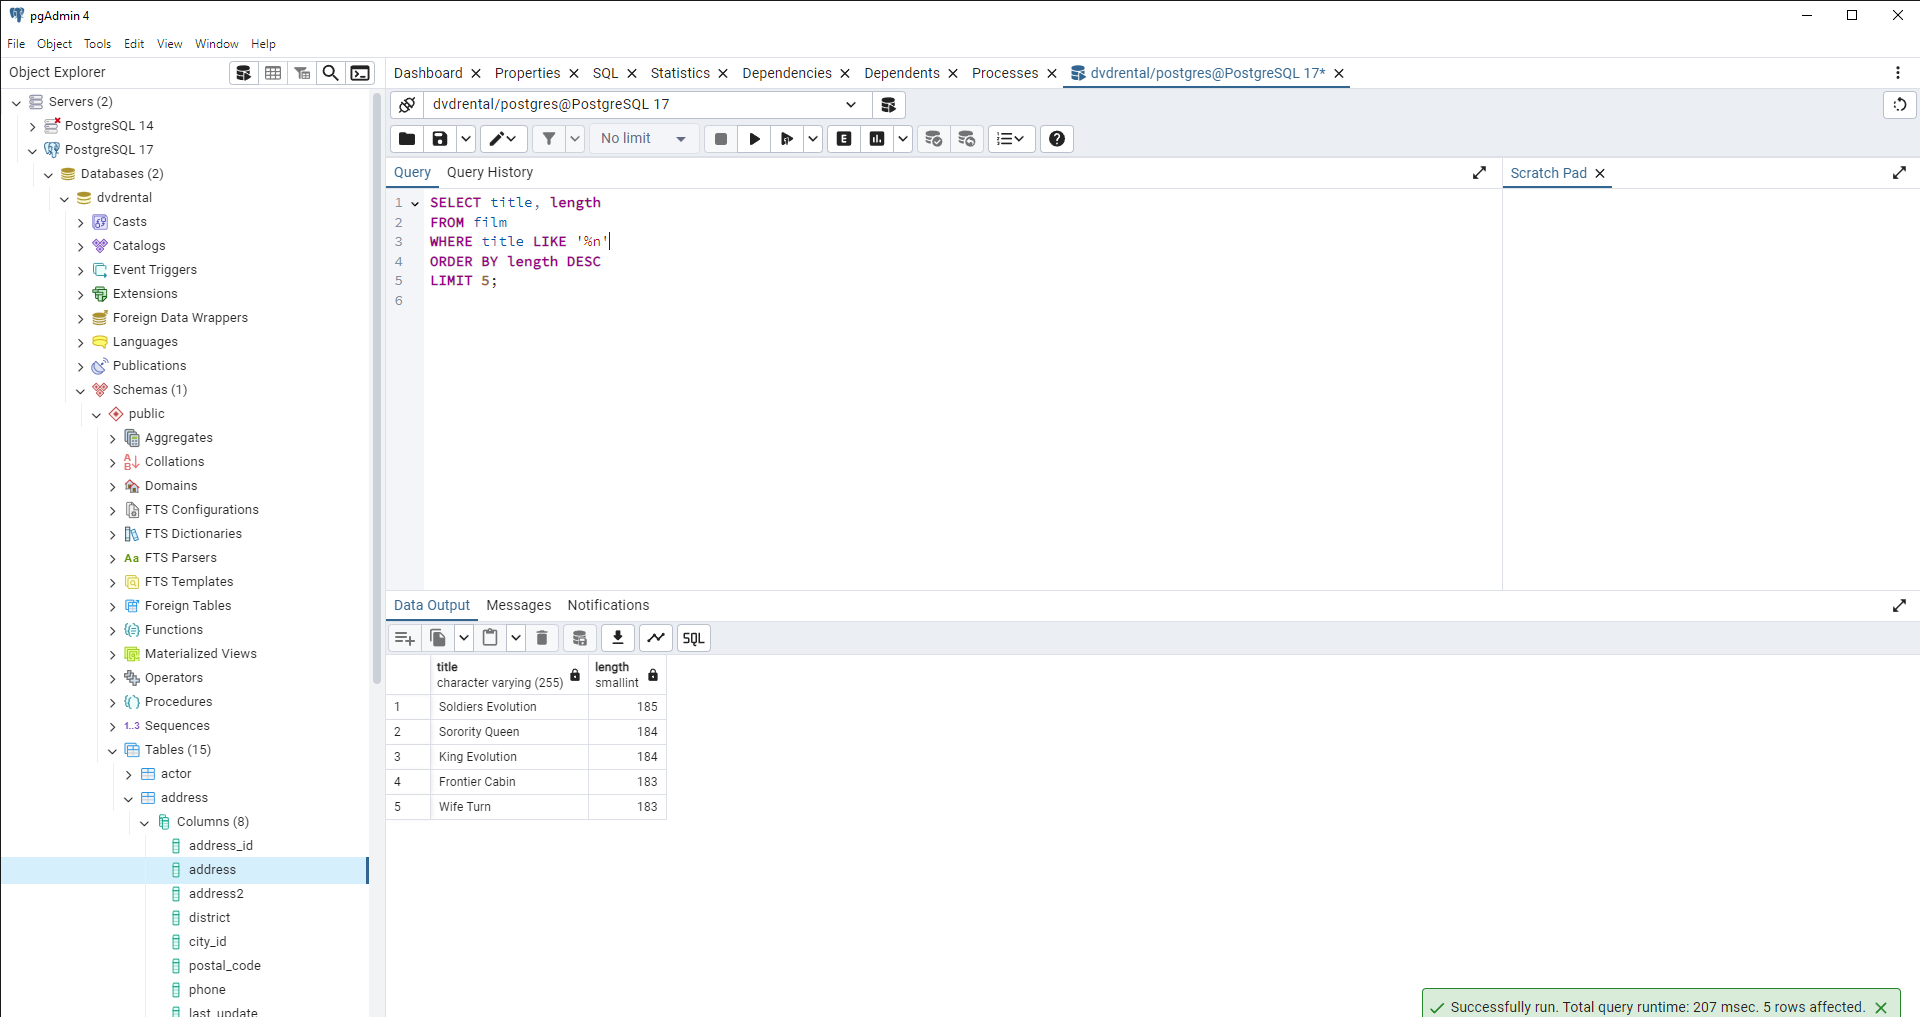 pgAdmin 4
File Object Tools Edit View Window Help
Object Explorer
Dashboard Properties SQL Statistics Dependencies Dependents Processes dvdrental/postgres@PostgreSQL 17*
Servers (2)
PostgreSQL 14
PostgreSQL 17
Databases (2)
dvdrental
Casts
Catalogs
Event Triggers
Extensions
Foreign Data Wrappers
Languages
Publications
Schemas (1)
public
Aggregates
Collations
Domains
FTS Configurations
FTS Dictionaries
Aa FTS Parsers
FTS Templates
Foreign Tables
Functions
Materialized Views
Operators
Procedures
1..3 Sequences
Tables (15)
actor
address
Columns (8)
address_id
address
address2
district
city_id
postal_code
phone
last_update
dvdrental/postgres@PostgreSQL 17
No limit E
Query Query History
Scratch Pad
1 SELECT title, length
2 FROM film
3 WHERE title LIKE '%n'
4 ORDER BY length DESC
5 LIMIT 5;
6
Data Output Messages Notifications
SQL
title length
character varying (255) smallint
1 Soldiers Evolution 185
2 Sorority Queen 184
3 King Evolution 184
4 Frontier Cabin 183
5 Wife Turn 183
Successfully run. Total query runtime: 207 msec. 5 rows affected.